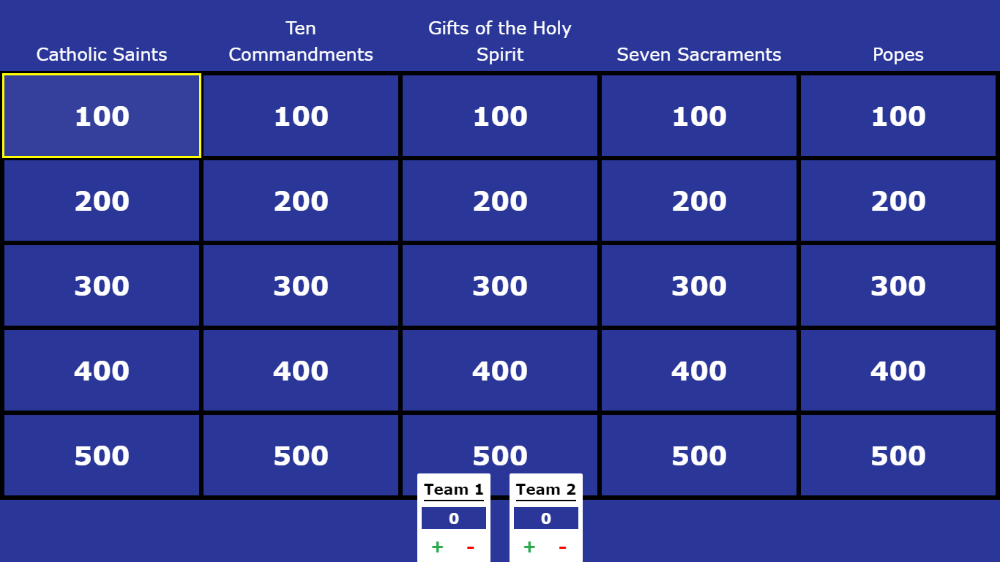 Catholic Saints
Ten
Commandments
Gifts of the Holy
Spirit
Seven Sacraments
Popes
100 100 100 100 100
200 200 200 200 200
300 300 300 300 300
400 400 400 400 400
500 500 500 500 500
Team 1 Team 2
0 0
+ - + -